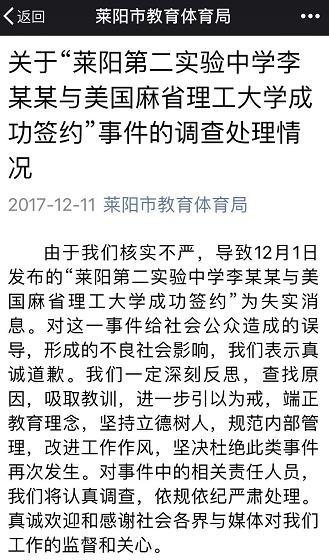 返回 莱阳市教育体育局
关于“莱阳第二实验中学李
某某与美国麻省理工大学成
功签约”事件的调查处理情
况
2017-12-11 莱阳市教育体育局
由于我们核实不严，导致12月1日
发布的“莱阳第二实验中学李某某与美
国麻省理工大学成功签约”为失实消
息。对这一事件给社会公众造成的误
导，形成的不良社会影响，我们表示真
诚道歉。我们一定深刻反思，查找原
因，吸取教训，进一步引以为戒，端正
教育理念，坚持立德树人，规范内部管
理，改进工作作风，坚决杜绝此类事件
再次发生。对事件中的相关责任人员，
我们将认真调查，依规依纪严肃处理。
真诚欢迎和感谢社会各界与媒体对我们
工作的监督和关心。